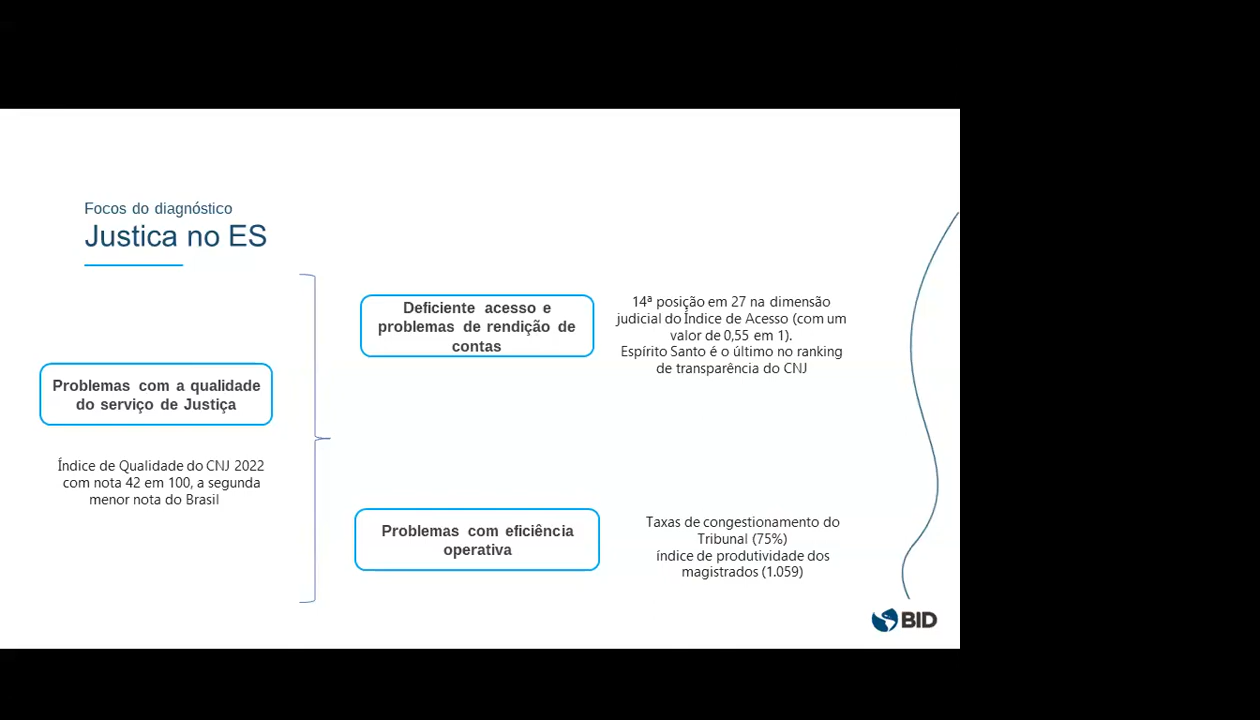 Focos do diagnóstico
Justica no ES
Problemas com a qualidade
do serviço de Justiça
Índice de Qualidade do CNJ 2022
com nota 42 em 100, a segunda
menor nota do Brasil
Deficiente acesso e
problemas de rendição de
contas
14ª posição em 27 na dimensão
judicial do Índice de Acesso (com um
valor de 0,55 em 1).
Espírito Santo é o último no ranking
de transparência do CNJ
Problemas com eficiência
operativa
Taxas de congestionamento do
Tribunal (75%)
índice de produtividade dos
magistrados (1.059)
BID